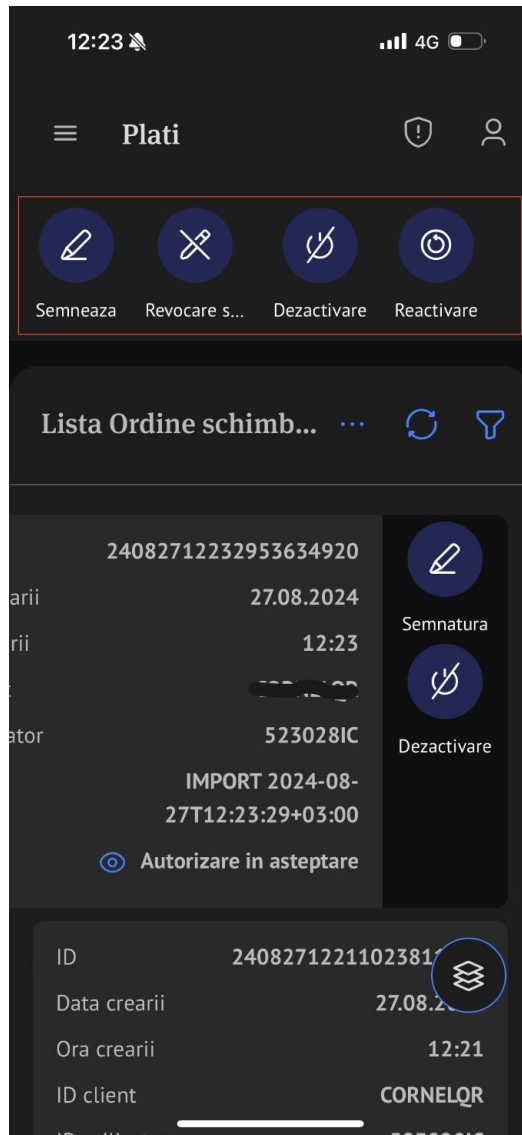 12:23 4G
Plati
Semneaza Revocare s... Dezactivare Reactivare
Lista Ordine schimb... ...
24082712232953634920
arii 27.08.2024
rii 12:23
Semnatura
ator 523028IC
Dezactivare
IMPORT 2024-08-
27T12:23:29+03:00
Autorizare in asteptare
ID 240827122110238
Data crearii 27.08.2
Ora crearii 12:21
ID client CORNELQR